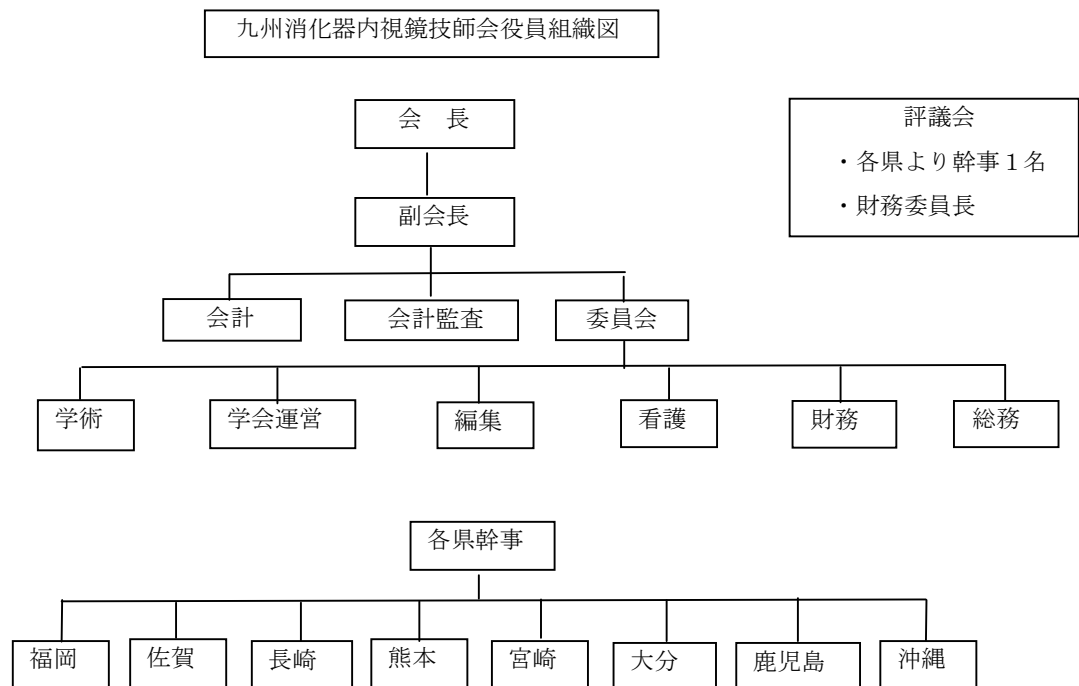 九州消化器内視鏡技師会役員組織図
会　長
評議会
・各県より幹事１名
・財務委員長
副会長
会計
会計監査
委員会
学術
学会運営
編集
看護
財務
総務
各県幹事
福岡
佐賀
長崎
熊本
宮崎
大分
鹿児島
沖縄